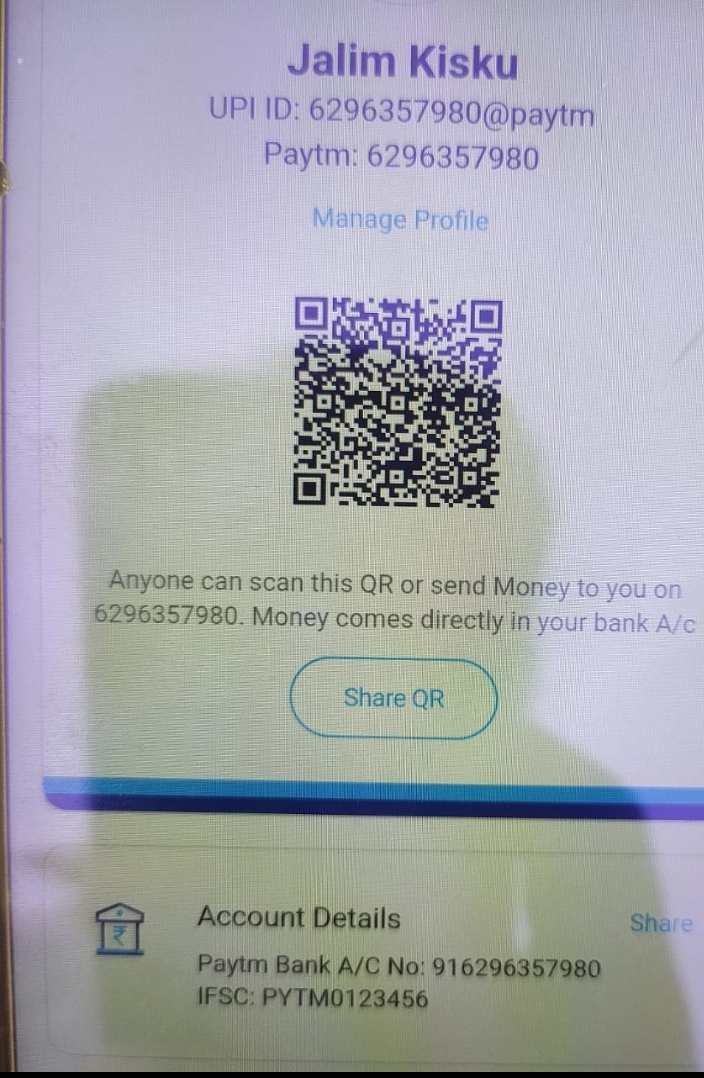 Jalim Kisku
UPI ID: 6296357980@paytm
Paytm: 6296357980
Manage Profile
Anyone can scan this QR or send Money to you on
6296357980. Money comes directly in your bank A/c
Share QR
Account Details
Share
Paytm Bank A/C No: 916296357980
IFSC: PYTM0123456